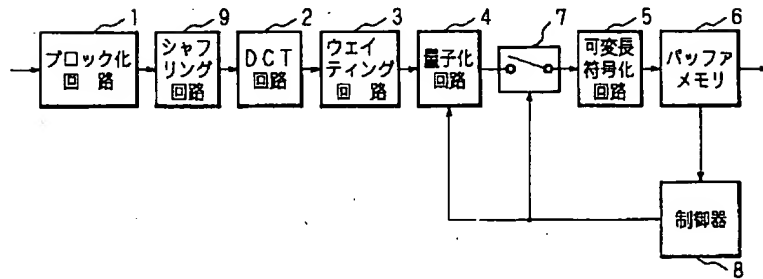 1
9
2
3
4
7
5
6
ブロック化
回路
シャフ
リング
回路
DCT
回路
ウェイ
ティング
回路
量子化
回路
可変長
符号化
回路
バッファ
メモリ
制御器
8